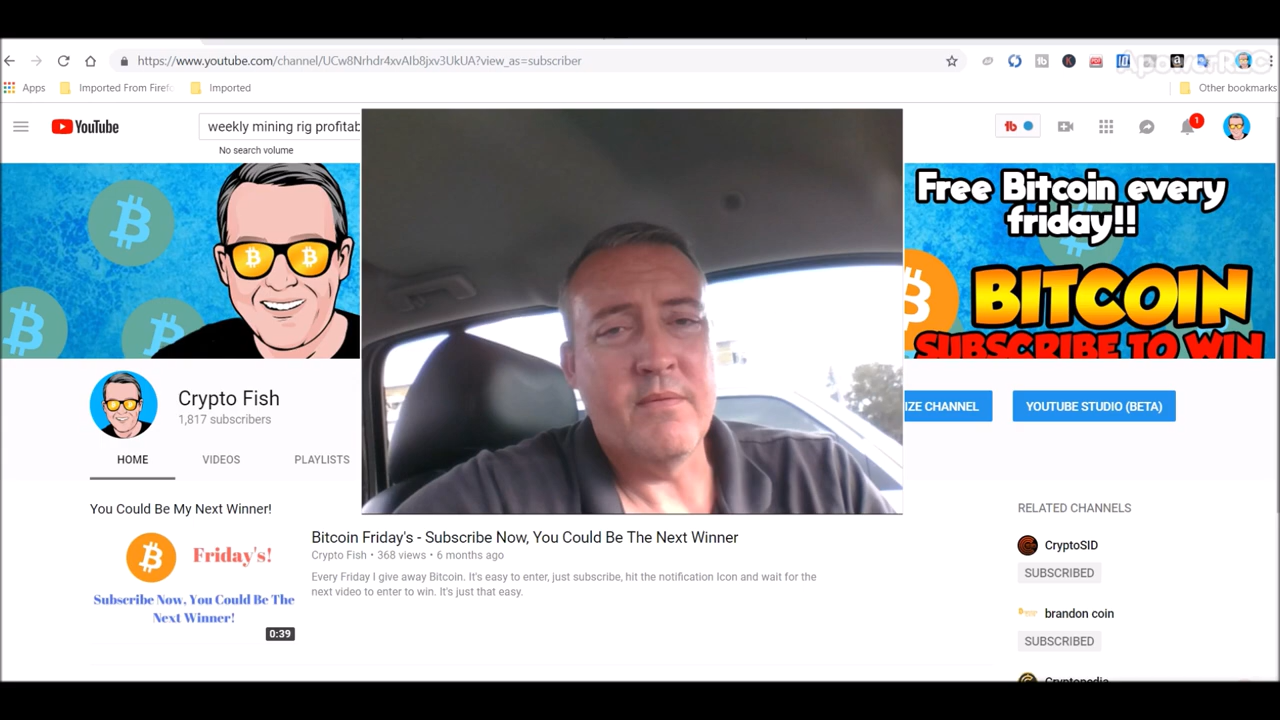 https://www.youtube.com/channel/UCw8Nrhdr4xvAIb8jxv3UkUA?view_as=subscriber
ApowerREC
Apps
Imported From Firefo
Imported
Other bookmarks
YouTube
weekly mining rig profitab
No search volume
1
Free Bitcoin every
friday!!
BITCOIN
SUBSCRIBE TO WIN
Crypto Fish
1,817 subscribers
IZE CHANNEL
YOUTUBE STUDIO (BETA)
HOME
VIDEOS
PLAYLISTS
You Could Be My Next Winner!
Friday's!
Subscribe Now, You Could Be The
Next Winner!
0:39
Bitcoin Friday's - Subscribe Now, You Could Be The Next Winner
Crypto Fish • 368 views • 6 months ago
Every Friday I give away Bitcoin. It's easy to enter, just subscribe, hit the notification Icon and wait for the
next video to enter to win. It's just that easy.
RELATED CHANNELS
CryptoSID
SUBSCRIBED
brandon coin
SUBSCRIBED
Cryptopedia